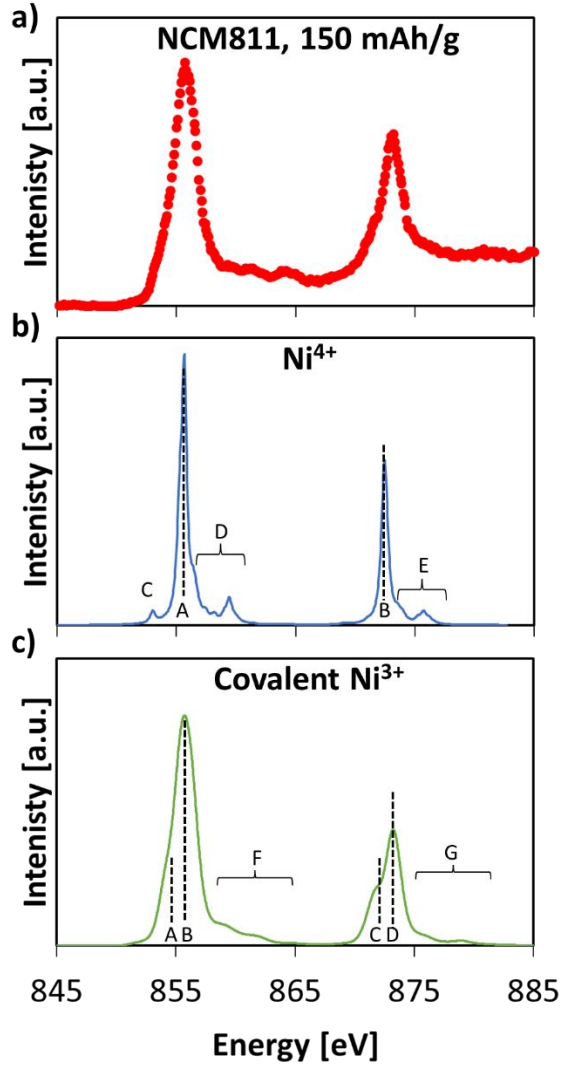 a)
NCM811, 150 mAh/g
Intenisty [a.u.]
b)
Ni⁴⁺
Intenisty [a.u.]
C
A
D
B
E
c)
Covalent Ni³⁺
Intenisty [a.u.]
A
B
F
C
D
G
845
855
865
875
885
Energy [eV]